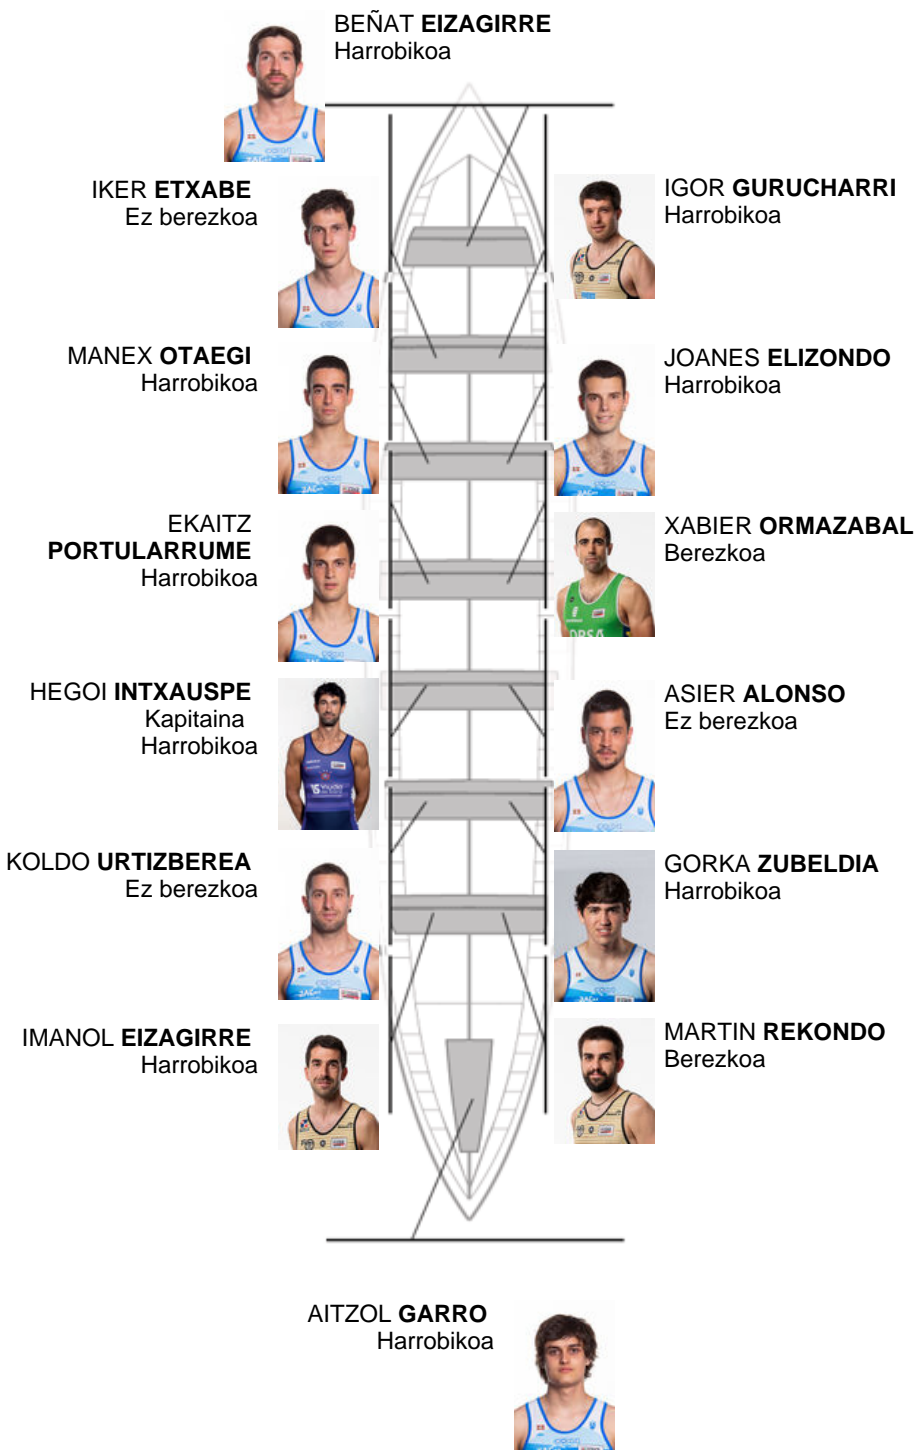 BEÑAT EIZAGIRRE
Harrobikoa
IKER ETXABE
Ez berezkoa
IGOR GURUCHARRI
Harrobikoa
MANEX OTAEGI
Harrobikoa
JOANES ELIZONDO
Harrobikoa
EKAITZ
PORTULARRUME
Harrobikoa
XABIER ORMAZABAL
Berezkoa
HEGOI INTXAUSPE
Kapitaina
Harrobikoa
ASIER ALONSO
Ez berezkoa
KOLDO URTIZBEREA
Ez berezkoa
GORKA ZUBELDIA
Harrobikoa
IMANOL EIZAGIRRE
Harrobikoa
MARTIN REKONDO
Berezkoa
AITZOL GARRO
Harrobikoa